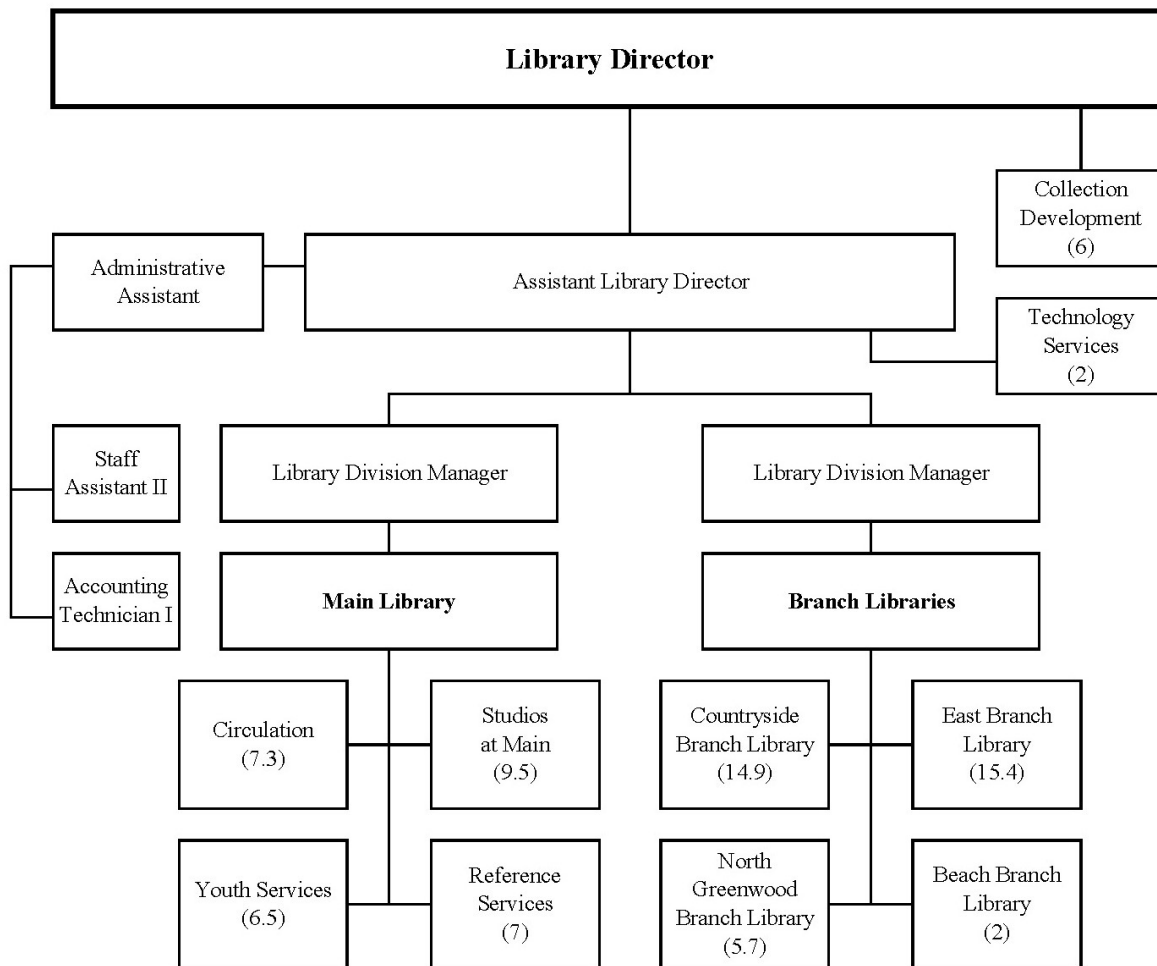 Library Director
Collection
Development
(6)
Administrative
Assistant
Assistant Library Director
Technology
Services
(2)
Staff
Assistant II
Library Division Manager
Library Division Manager
Accounting
Technician I
Main Library
Branch Libraries
Circulation
(7.3)
Studios
at Main
(9.5)
Countryside
Branch Library
(14.9)
East Branch
Library
(15.4)
Youth Services
(6.5)
Reference
Services
(7)
North
Greenwood
Branch Library
(5.7)
Beach Branch
Library
(2)